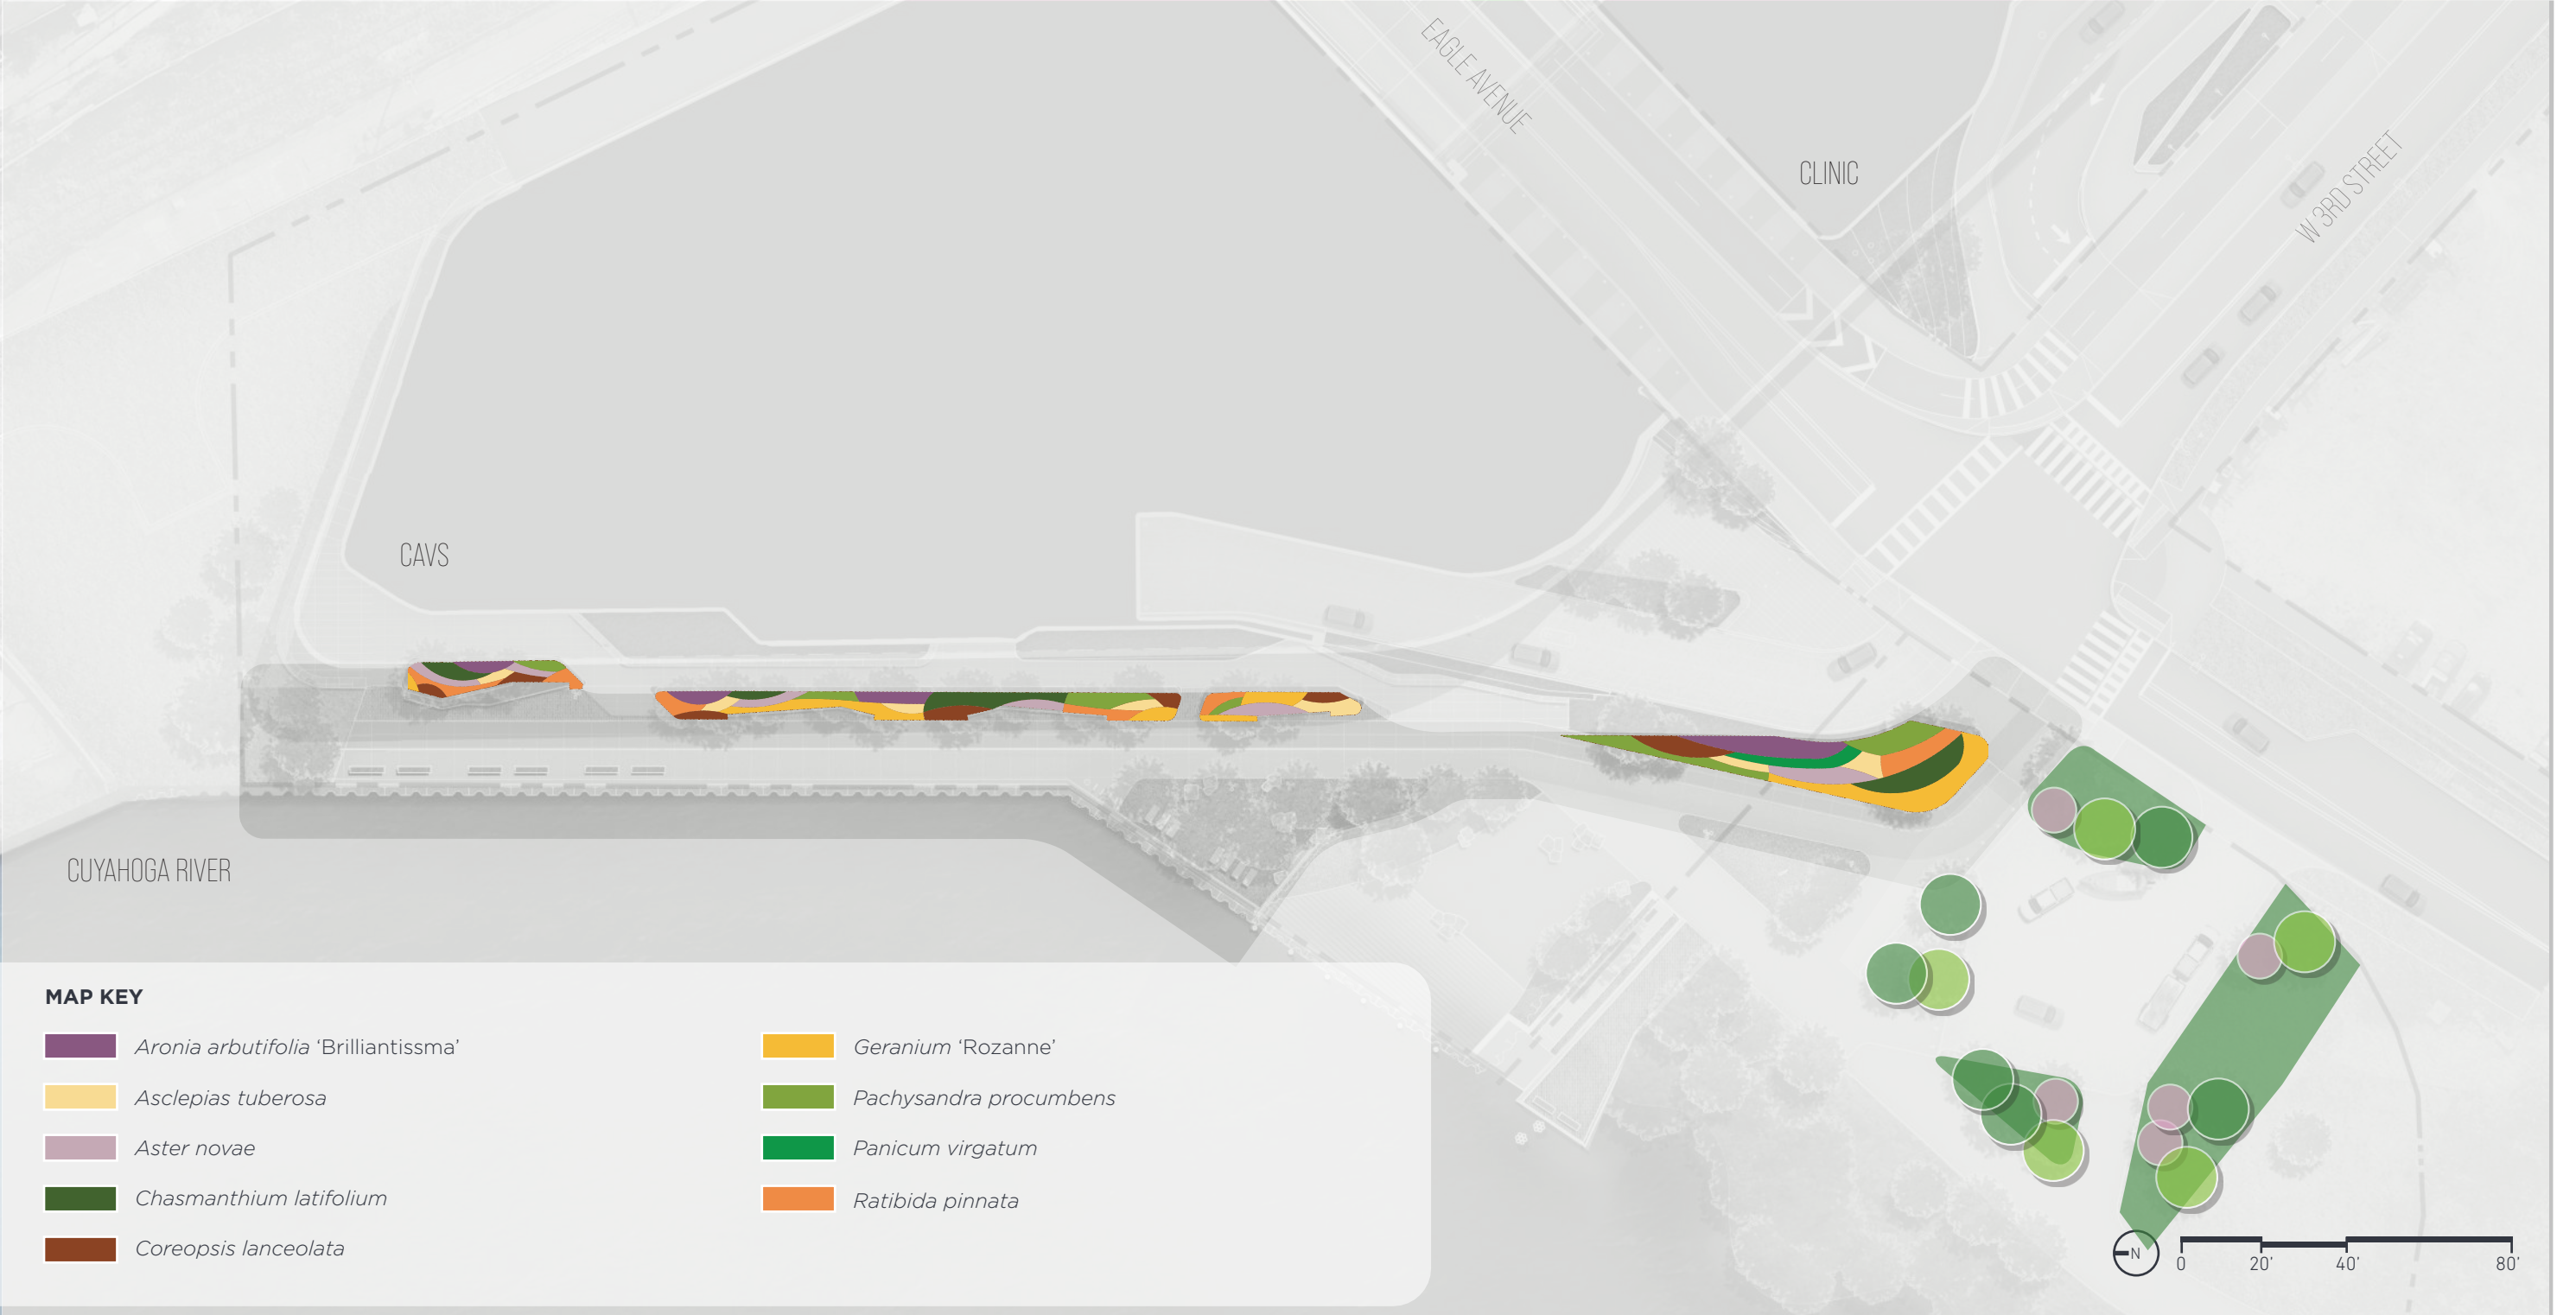 EAGLE AVENUE
CLINIC
W 3RD STREET
CAVS
CUYAHOGA RIVER
MAP KEY
Aronia arbutifolia ‘Brilliantissma’
Asclepias tuberosa
Aster novae
Chasmanthium latifolium
Coreopsis lanceolata
Geranium ‘Rozanne’
Pachysandra procumbens
Panicum virgatum
Ratibida pinnata
N
0 20’ 40’ 80’